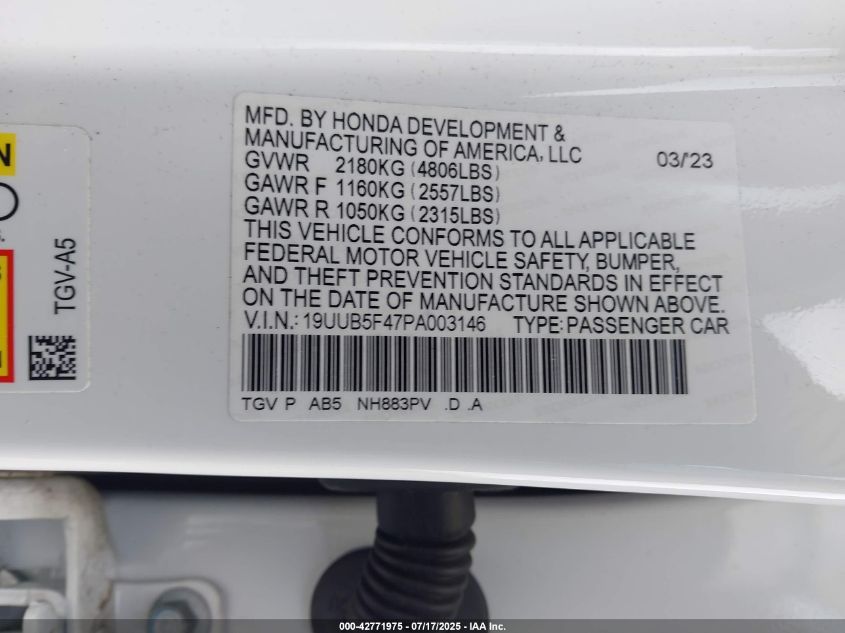 MFD. BY HONDA DEVELOPMENT &
MANUFACTURING OF AMERICA, LLC 03/'23
GVWR 2180KG (4806LBS)
GAWR F 1160KG (2557LBS)
GAWR R 1050KG (2315LBS)
THIS VEHICLE CONFORMS TO ALL APPLICABLE
FEDERAL MOTOR VEHICLE SAFETY, BUMPER,
AND THEFT PREVENTION STANDARDS IN EFFECT
ON THE DATE OF MANUFACTURE SHOWN ABOVE.
V.I.N.: 19UUB5F47PA003146 TYPE: PASSENGER CAR
TGV P AB5 NH883PV .D .A
TGV-A5
000-42771975 - 07/17/2025 - IAA Inc.